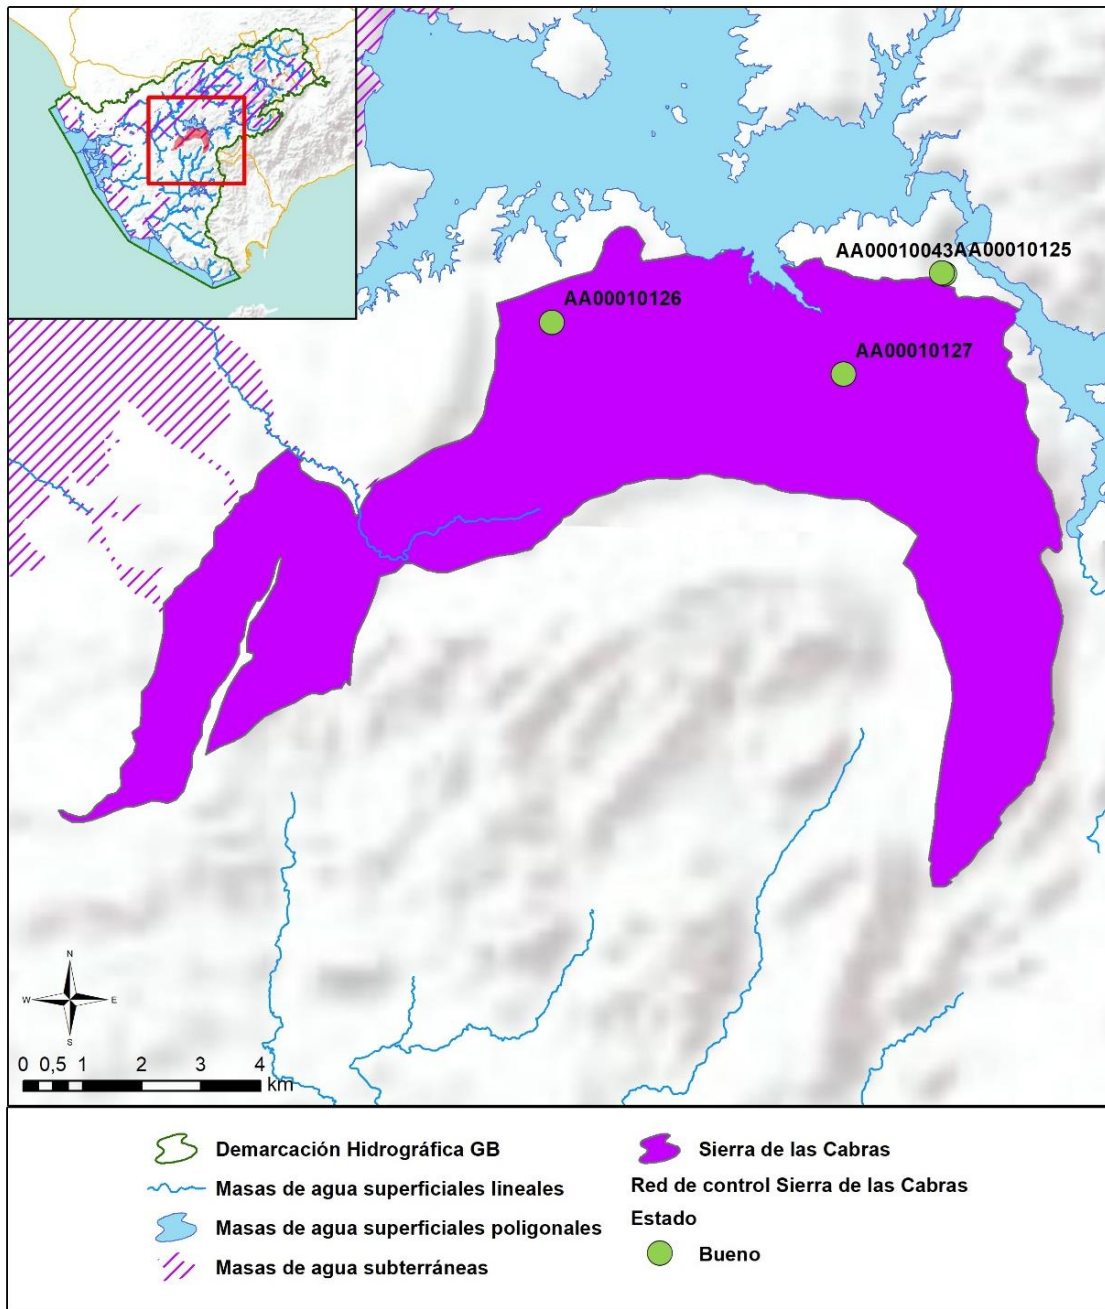 AA00010043AA00010125
AA00010126
AA00010127
N
W E
S
0 0,5 1 2 3 4
km
Demarcación Hidrográfica GB
Masas de agua superficiales lineales
Masas de agua superficiales poligonales
Masas de agua subterráneas
Sierra de las Cabras
Red de control Sierra de las Cabras
Estado
Bueno